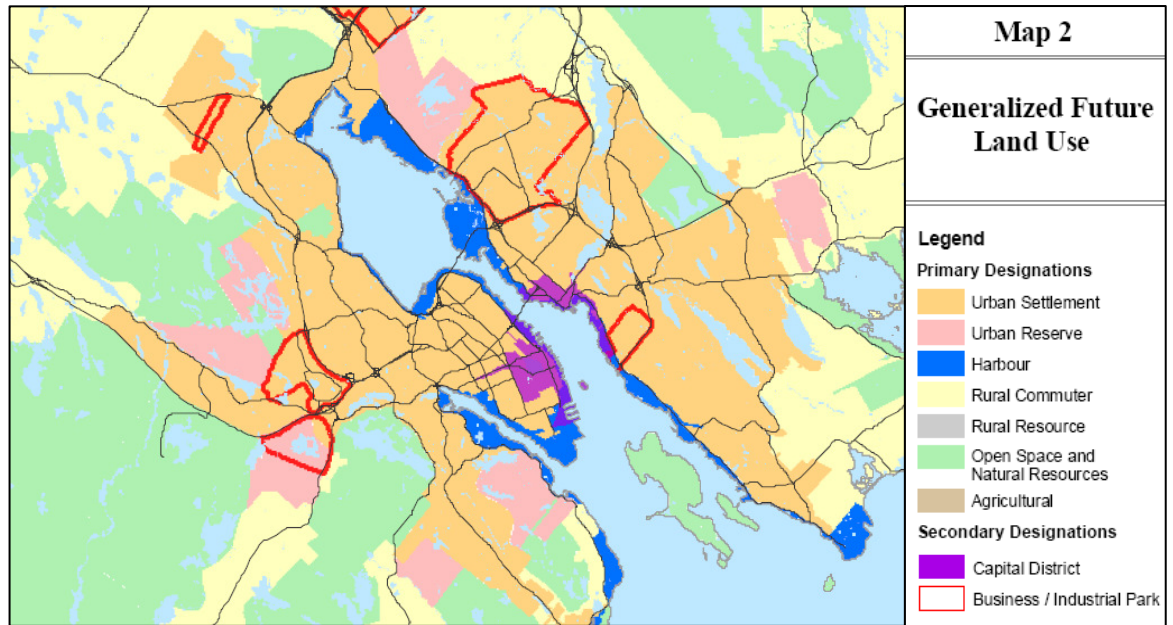 Map 2
Generalized Future
Land Use
Legend
Primary Designations
Urban Settlement
Urban Reserve
Harbour
Rural Commuter
Rural Resource
Open Space and
Natural Resources
Agricultural
Secondary Designations
Capital District
Business / Industrial Park